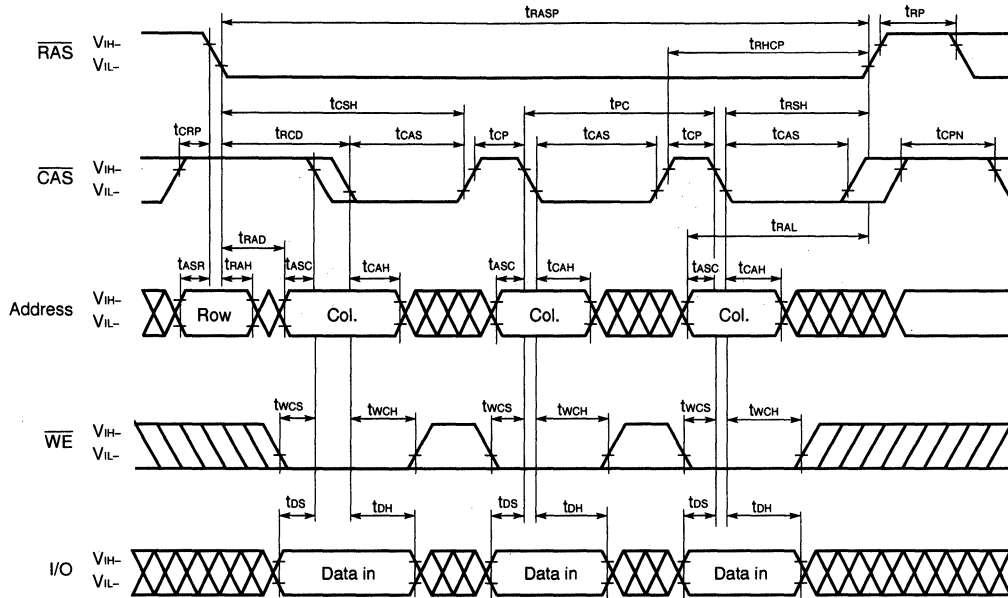 tRASP
tRP
RAS
VIH–
VIL–
tRHCP
tCSH
tPC
tRSH
tCRP
tRCD
tCAS
tCP
tCAS
tCP
tCAS
tCPN
CAS
VIH–
VIL–
tRAD
tRAL
tASR
tRAH
tASC
tCAH
tASC
tCAH
tASC
tCAH
Address
VIH–
VIL–
Row
Col.
Col.
Col.
tWCS
tWCH
tWCS
tWCH
tWCS
tWCH
WE
VIH–
VIL–
tDS
tDH
tDS
tDH
tDS
tDH
I/O
VIH–
VIL–
Data in
Data in
Data in